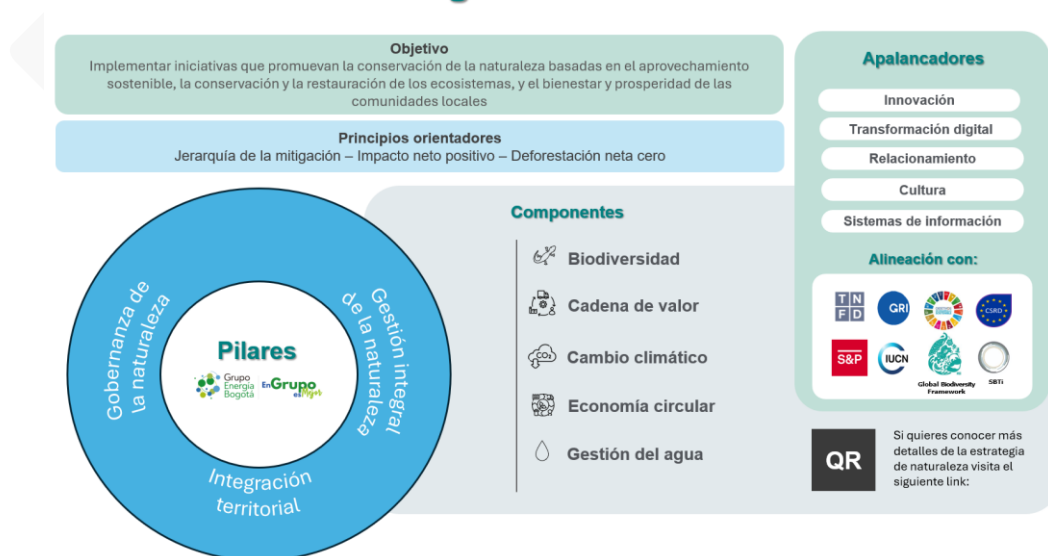 Objetivo
Implementar iniciativas que promuevan la conservación de la naturaleza basadas en el aprovechamiento
sostenible, la conservación y la restauración de los ecosistemas, y el bienestar y prosperidad de las
comunidades locales
Principios orientadores
Jerarquía de la mitigación – Impacto neto positivo – Deforestación neta cero
Gobernanza de
la naturaleza
Gestión integral
de la naturaleza
Integración
territorial
Pilares
Grupo
Energía
Bogotá
EnGrupo
esMejor
Componentes
Biodiversidad
Cadena de valor
CO₂
Cambio climático
Economía circular
Gestión del agua
Apalancadores
Innovación
Transformación digital
Relacionamiento
Cultura
Sistemas de información
Alineación con:
TN
FD
GRI
CSRD
S&P
IUCN
Global Biodiversity
Framework
SBTi
QR
Si quieres conocer más
detalles de la estrategia
de naturaleza visita el
siguiente link: